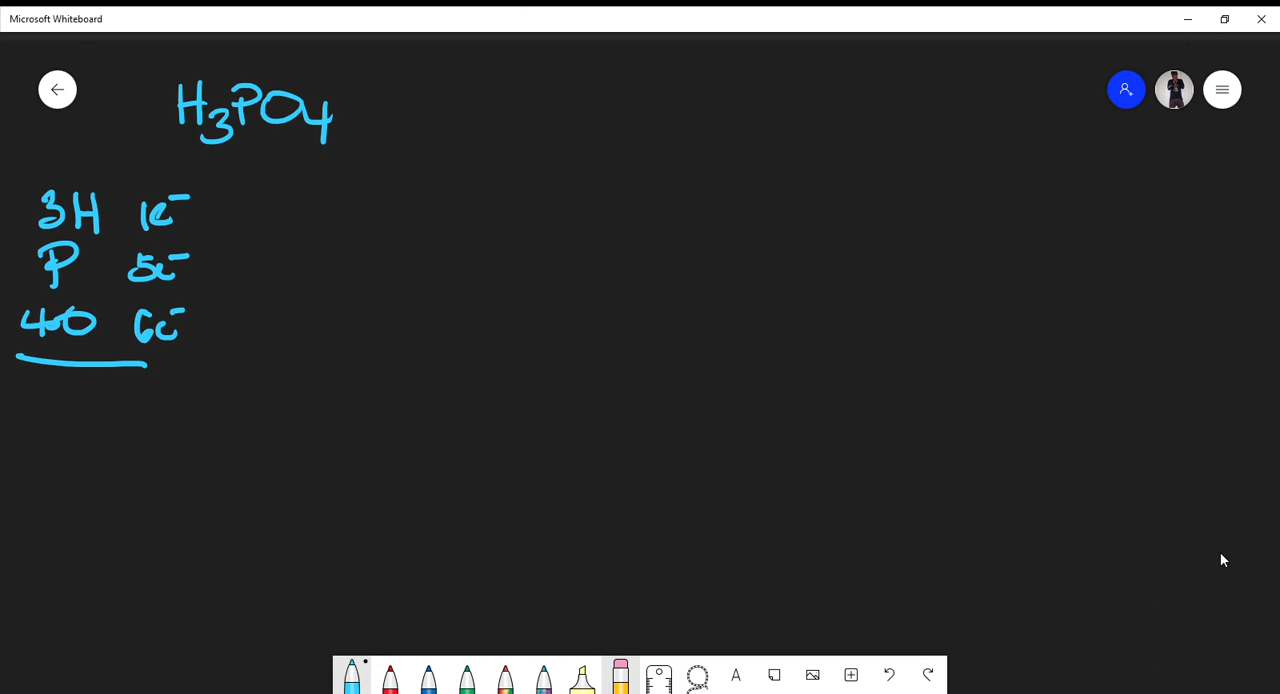 Microsoft Whiteboard
H₃PO₄
3H 1e⁻
P 5e⁻
4O 6e⁻
A